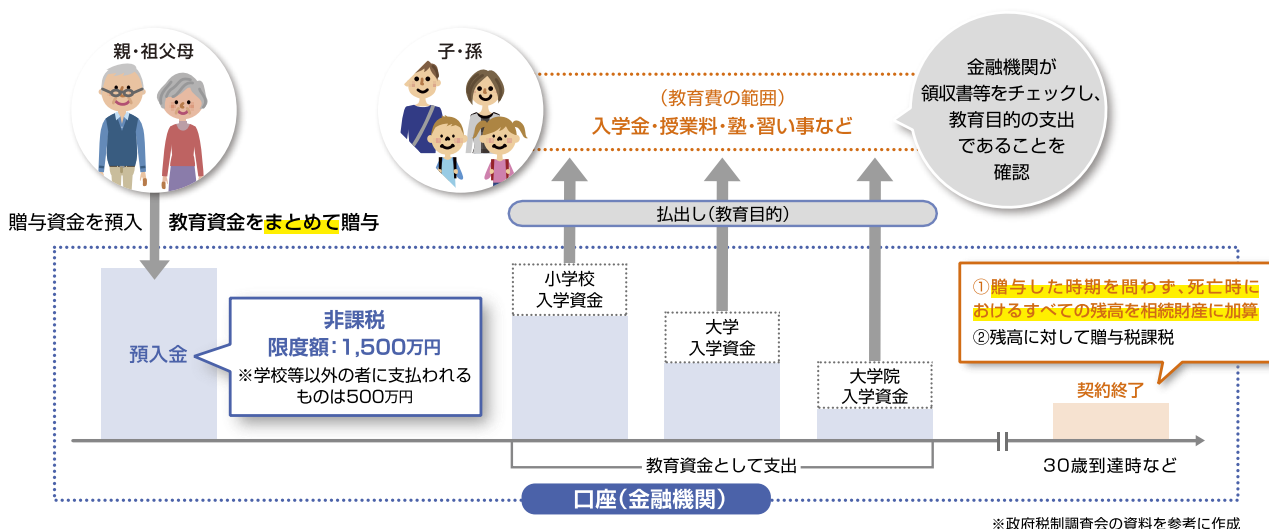 親・祖父母
子・孫
(教育費の範囲)
入学金・授業料・塾・習い事など
金融機関が
領収書等をチェックし、
教育目的の支出
であることを
確認
贈与資金を預入
教育資金をまとめて贈与
払出し(教育目的)
預入金
非課税
限度額:1,500万円
※学校等以外の者に支払われる
ものは500万円
小学校
入学資金
大学
入学資金
大学院
入学資金
①贈与した時期を問わず、死亡時に
おけるすべての残高を相続財産に加算
②残高に対して贈与税課税
契約終了
教育資金として支出
30歳到達時など
口座(金融機関)
※政府税制調査会の資料を参考に作成